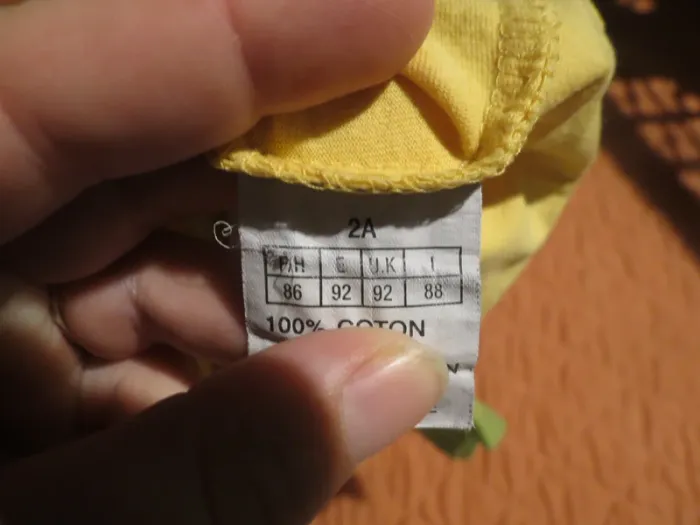 2A
P/H E U.K I
86 92 92 88
100% COTON